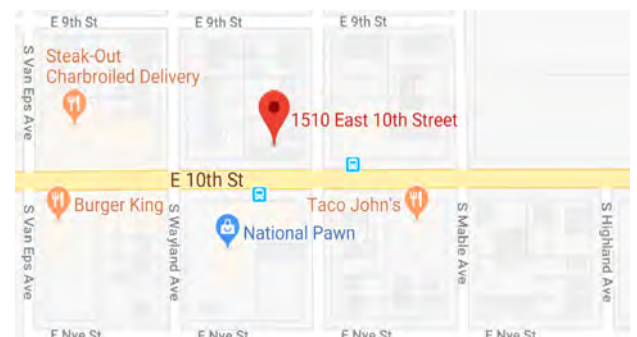 E 9th St
E 9th St
E 9th St
Steak-Out
Charbroiled Delivery
S Van Eps Ave
1510 East 10th Street
E 10th St
Burger King
Taco John's
National Pawn
S Van Eps Ave
S Wayland Ave
S Mable Ave
S Highland Ave
E Nye St
E Nye St
E Nye St
E Nye St